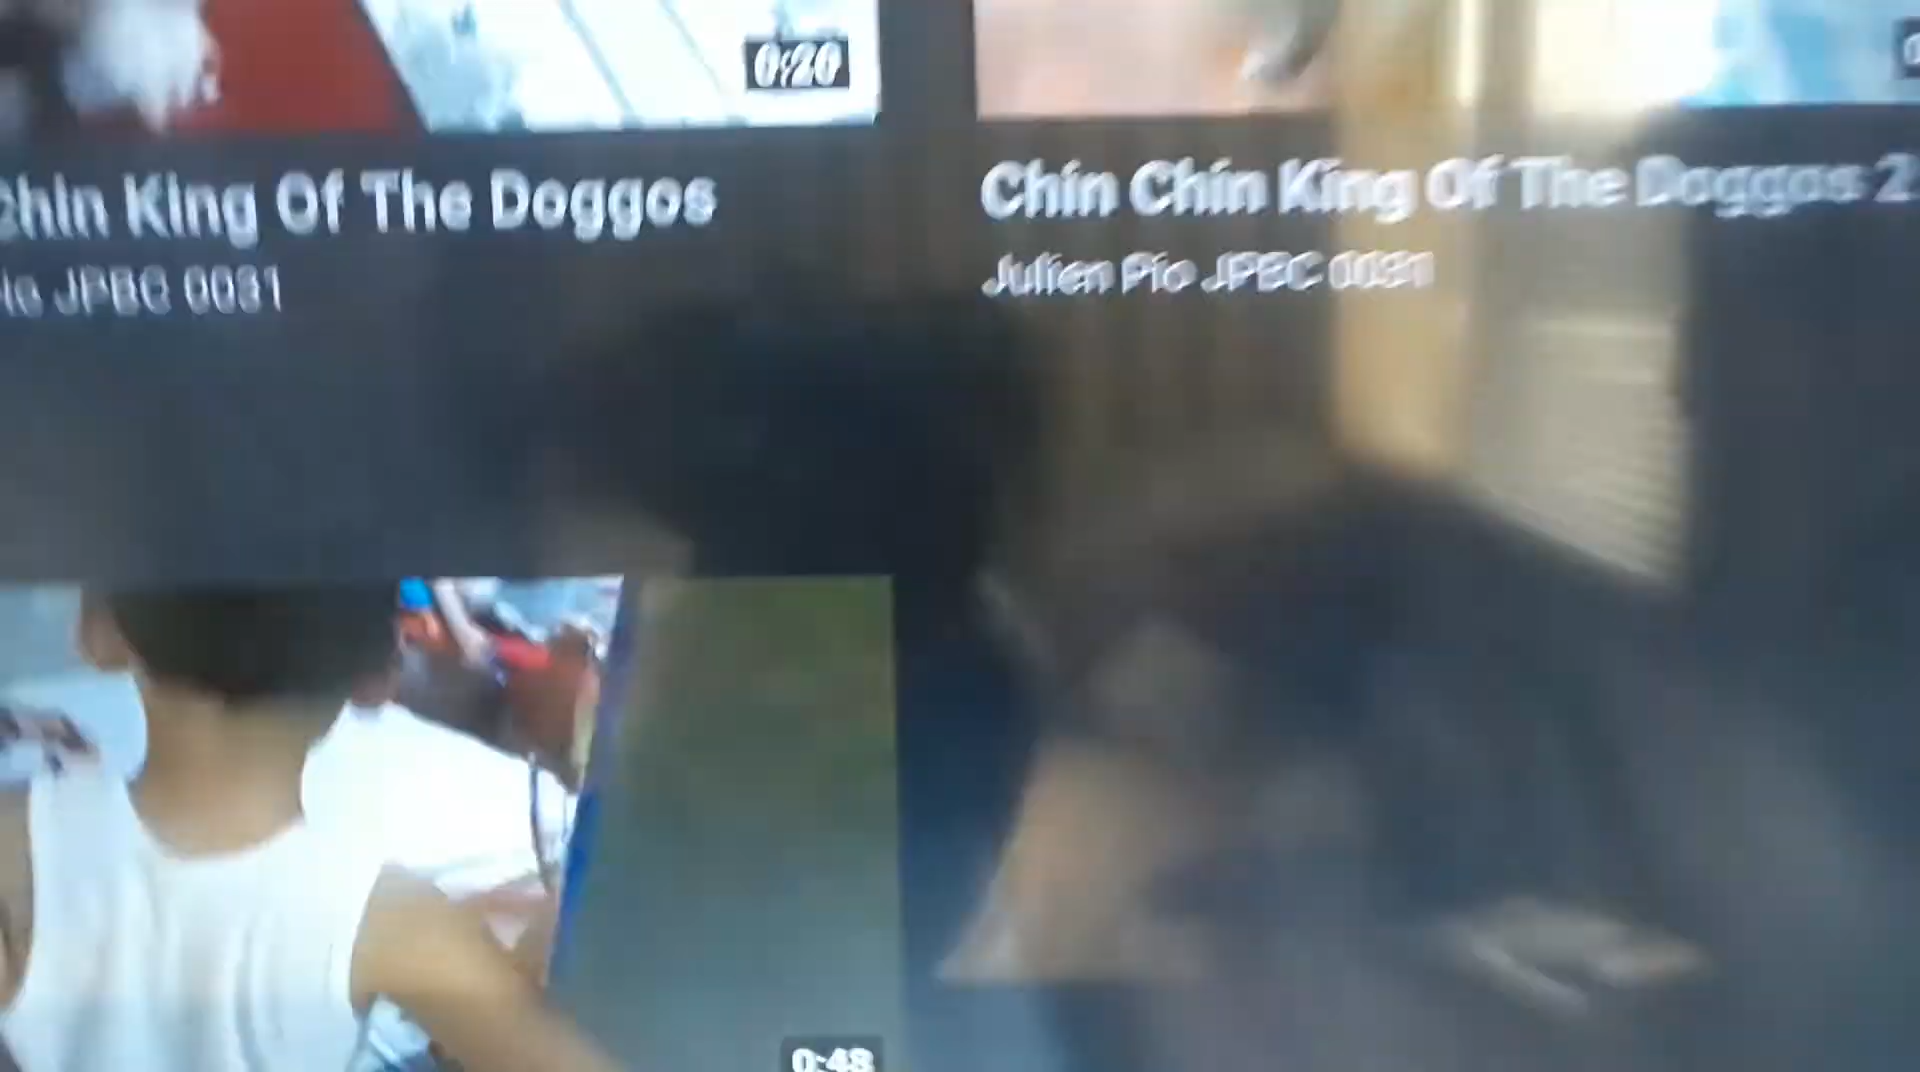 0:20
Chin King Of The Doggos
Chin Chin King Of The Doggos 2
JPBC 0031
Julien Pio JPBC 0031
0:48